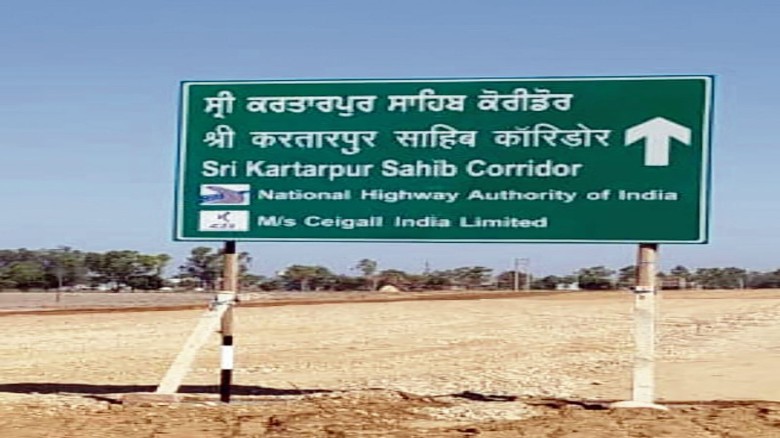 ਸ੍ਰੀ ਕਰਤਾਰਪੁਰ ਸਾਹਿਬ ਕੋਰੀਡੋਰ
श्री करतारपुर साहिब कॉरिडोर
Sri Kartarpur Sahib Corridor
National Highway Authority of India
M/s Ceigall India Limited